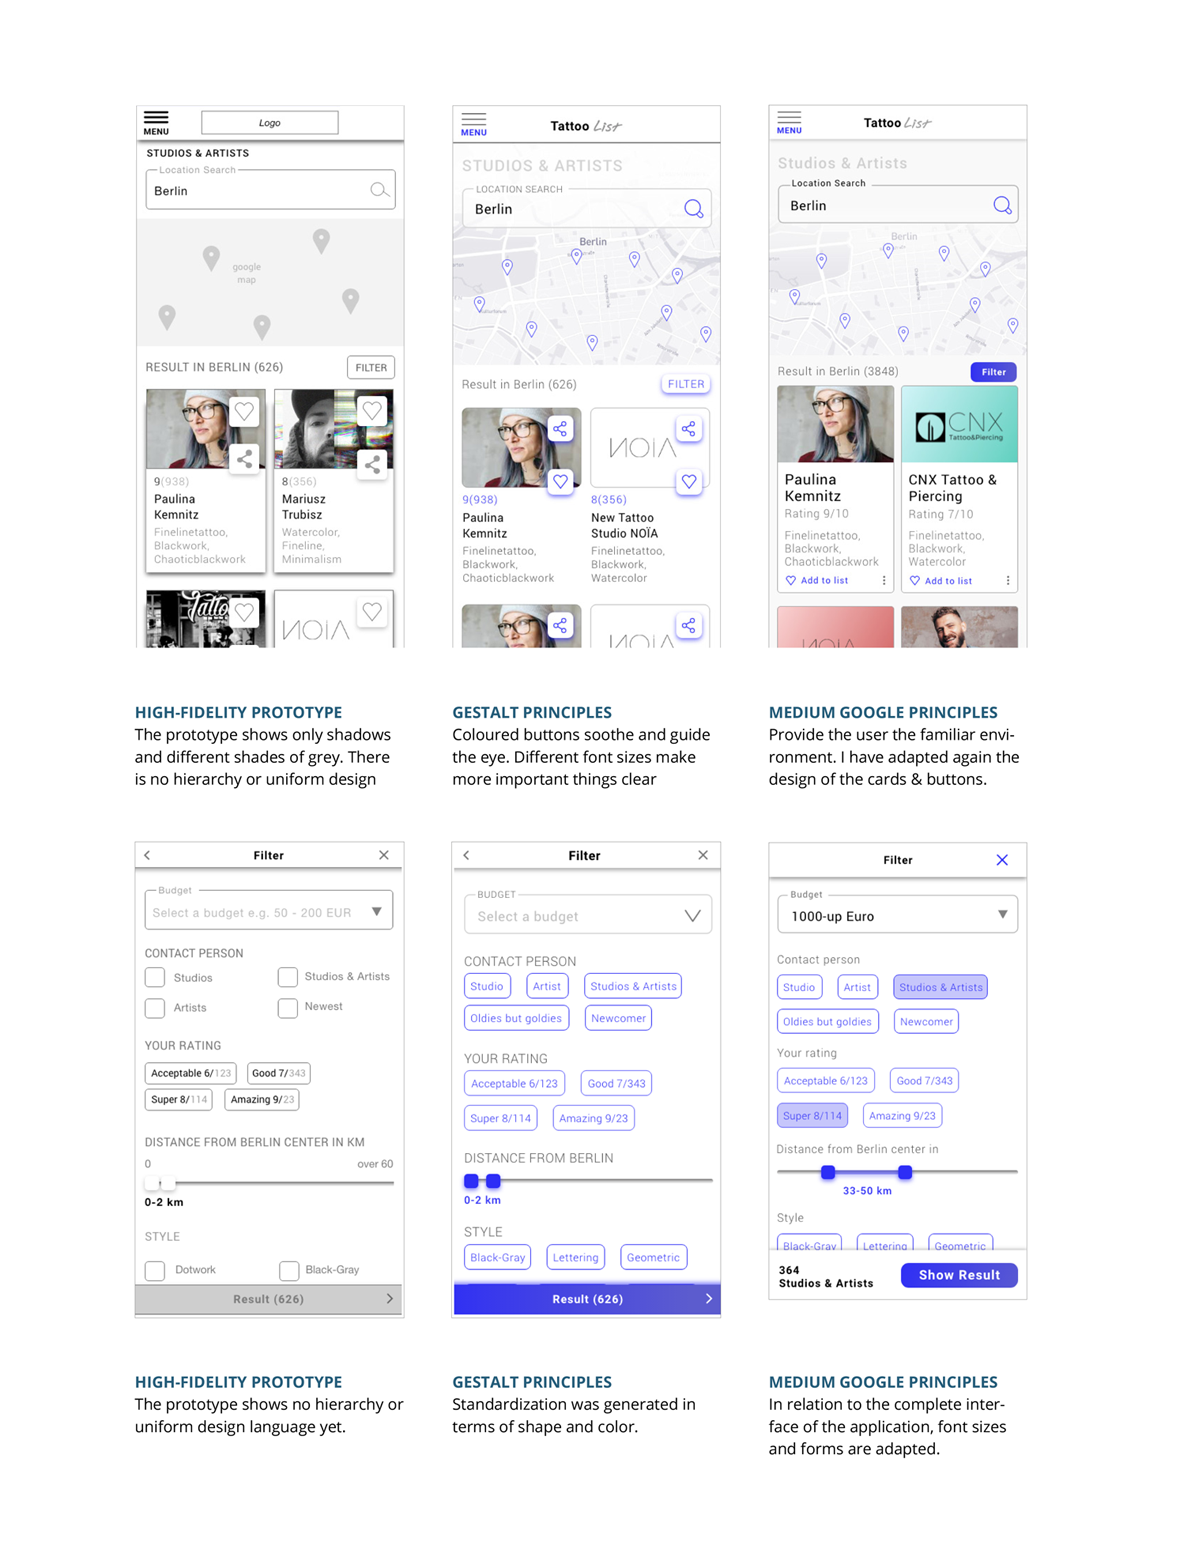 MENU
Logo
STUDIOS & ARTISTS
Location Search
Berlin
google
map
RESULT IN BERLIN (626)
FILTER
9(938)
Paulina
Kemnitz
Finelinetattoo,
Blackwork,
Chaoticblackwork
8(356)
Mariusz
Trubisz
Watercolor,
Fineline,
Minimalism
Tatto
NOIA
MENU
Tattoo List
STUDIOS & ARTISTS
LOCATION SEARCH
Berlin
Berlin
Result in Berlin (626)
FILTER
NOIA
9(938)
Paulina
Kemnitz
Finelinetattoo,
Blackwork,
Chaoticblackwork
8(356)
New Tattoo
Studio NOÏA
Finelinetattoo,
Blackwork,
Watercolor
NOIA
MENU
Tattoo List
Studios & Artists
Location Search
Berlin
Berlin
Result in Berlin (3848)
Filter
CNX
Tattoo&Piercing
Paulina
Kemnitz
Rating 9/10
Finelinetattoo,
Blackwork,
Chaoticblackwork
Add to list
CNX Tattoo &
Piercing
Rating 7/10
Finelinetattoo,
Blackwork,
Watercolor
Add to list
NOIA
HIGH-FIDELITY PROTOTYPE
The prototype shows only shadows
and different shades of grey. There
is no hierarchy or uniform design
GESTALT PRINCIPLES
Coloured buttons soothe and guide
the eye. Different font sizes make
more important things clear
MEDIUM GOOGLE PRINCIPLES
Provide the user the familiar envi-
ronment. I have adapted again the
design of the cards & buttons.
Filter
Budget
Select a budget e.g. 50 - 200 EUR
CONTACT PERSON
Studios
Studios & Artists
Artists
Newest
YOUR RATING
Acceptable 6/123
Good 7/343
Super 8/114
Amazing 9/23
DISTANCE FROM BERLIN CENTER IN KM
0
over 60
0-2 km
STYLE
Dotwork
Black-Gray
Result (626)
Filter
BUDGET
Select a budget
CONTACT PERSON
Studio
Artist
Studios & Artists
Oldies but goldies
Newcomer
YOUR RATING
Acceptable 6/123
Good 7/343
Super 8/114
Amazing 9/23
DISTANCE FROM BERLIN
0-2 km
STYLE
Black-Gray
Lettering
Geometric
Result (626)
Filter
Budget
1000-up Euro
Contact person
Studio
Artist
Studios & Artists
Oldies but goldies
Newcomer
Your rating
Acceptable 6/123
Good 7/343
Super 8/114
Amazing 9/23
Distance from Berlin center in
33-50 km
Style
Black-Gray
Lettering
Geometric
364
Studios & Artists
Show Result
HIGH-FIDELITY PROTOTYPE
The prototype shows no hierarchy or
uniform design language yet.
GESTALT PRINCIPLES
Standardization was generated in
terms of shape and color.
MEDIUM GOOGLE PRINCIPLES
In relation to the complete inter-
face of the application, font sizes
and forms are adapted.